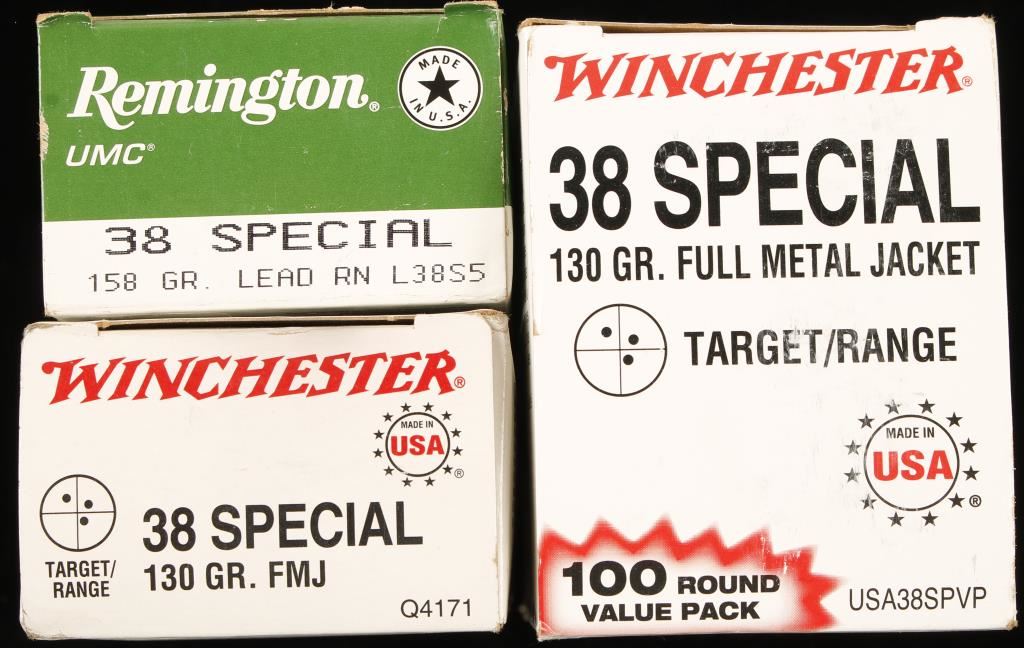 Remington®
UMC®
MADE
IN U.S.A.
38 SPECIAL
158 GR. LEAD RN L38S5
WINCHESTER®
MADE IN
USA
®
TARGET/
RANGE
38 SPECIAL
130 GR. FMJ
Q4171
WINCHESTER®
38 SPECIAL
130 GR. FULL METAL JACKET
TARGET/RANGE
MADE IN
USA
®
100 ROUND
VALUE PACK
USA38SPVP